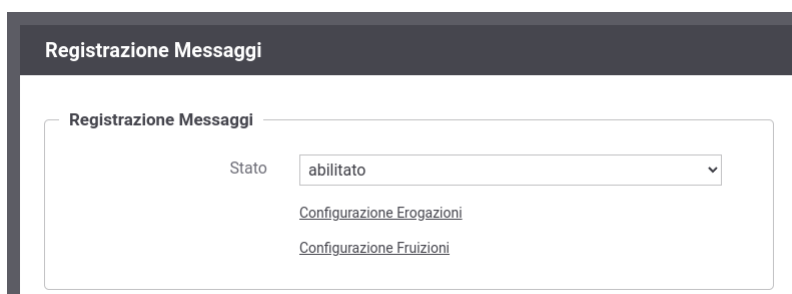 Registrazione Messaggi
Registrazione Messaggi
Stato abilitato
Configurazione Erogazioni
Configurazione Fruizioni